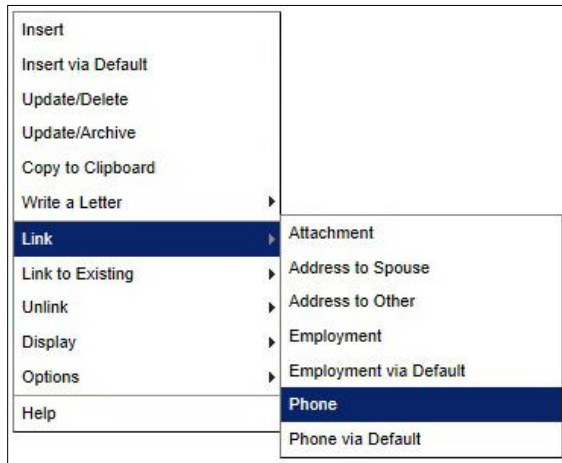 Insert
Insert via Default
Update/Delete
Update/Archive
Copy to Clipboard
Write a Letter
Link
Link to Existing
Unlink
Display
Options
Help
Attachment
Address to Spouse
Address to Other
Employment
Employment via Default
Phone
Phone via Default